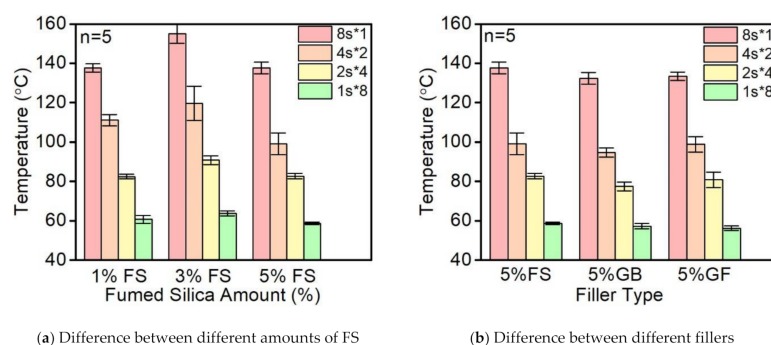 160
140
120
100
80
60
40
Temperature (°C)
n=5
8s*1
4s*2
2s*4
1s*8
1% FS 3% FS 5% FS
Fumed Silica Amount (%)
(a) Difference between different amounts of FS
160
140
120
100
80
60
40
Temperature (°C)
n=5
8s*1
4s*2
2s*4
1s*8
5%FS 5%GB 5%GF
Filler Type
(b) Difference between different fillers